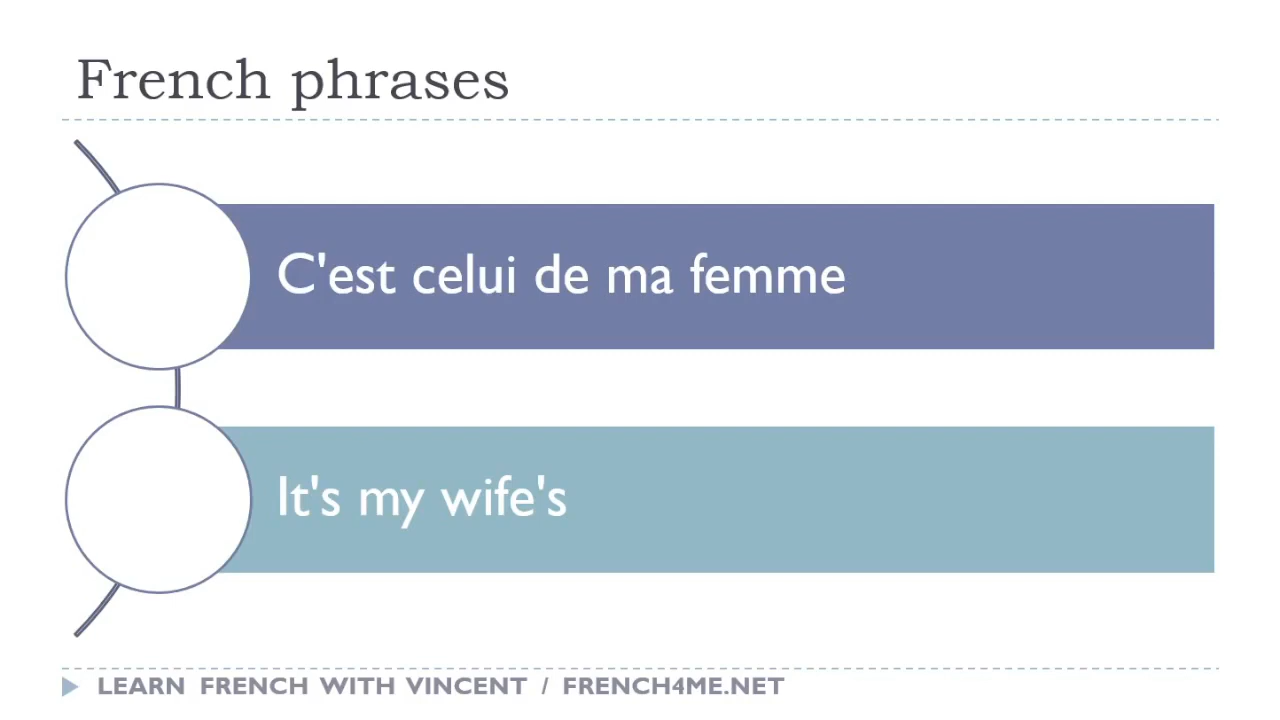 French phrases
C'est celui de ma femme
It's my wife's
LEARN FRENCH WITH VINCENT / FRENCH4ME.NET